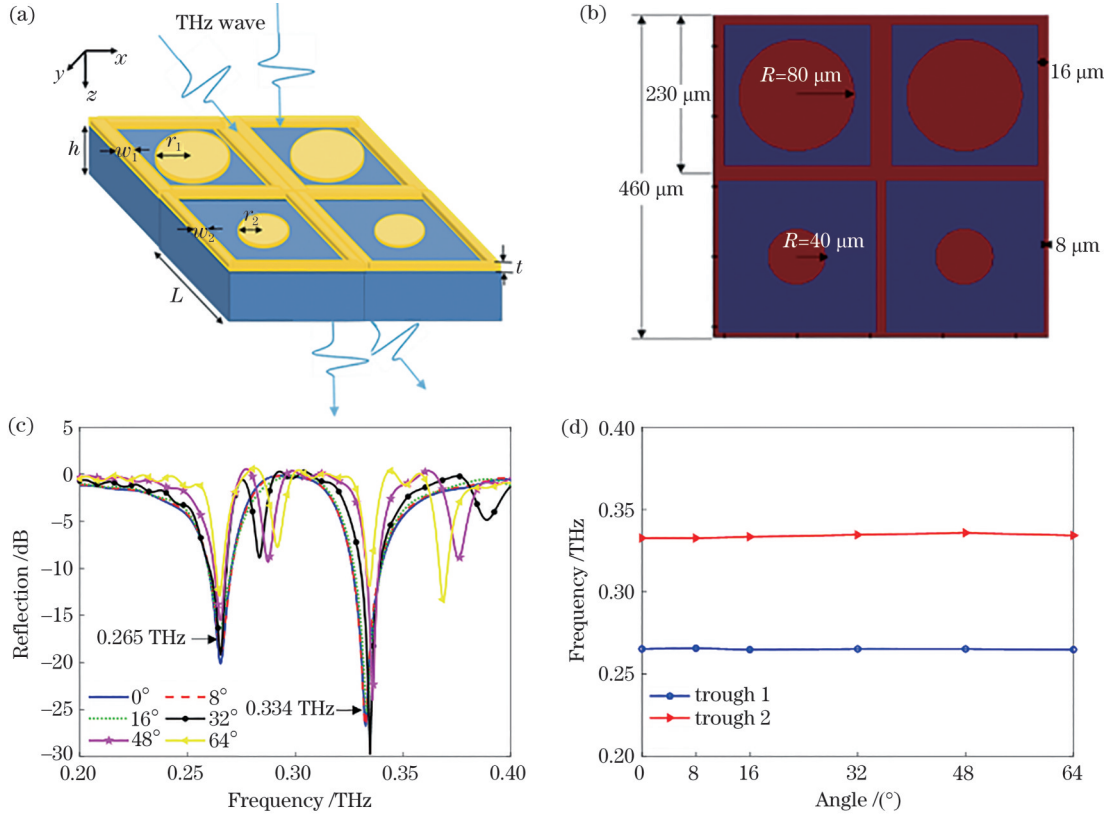 (a)
THz wave
x
y
z
h
w1
r1
w2
r2
t
L
(b)
R=80 μm
16 μm
230 μm
460 μm
R=40 μm
8 μm
(c)
5
0
−5
−10
−15
−20
−25
−30
Reflection /dB
0.265 THz
0.334 THz
0° 8°
16° 32°
48° 64°
0.20 0.25 0.30 0.35 0.40
Frequency /THz
(d)
0.40
0.35
0.30
0.25
0.20
Frequency /THz
trough 1
trough 2
0 8 16 32 48 64
Angle /(°)